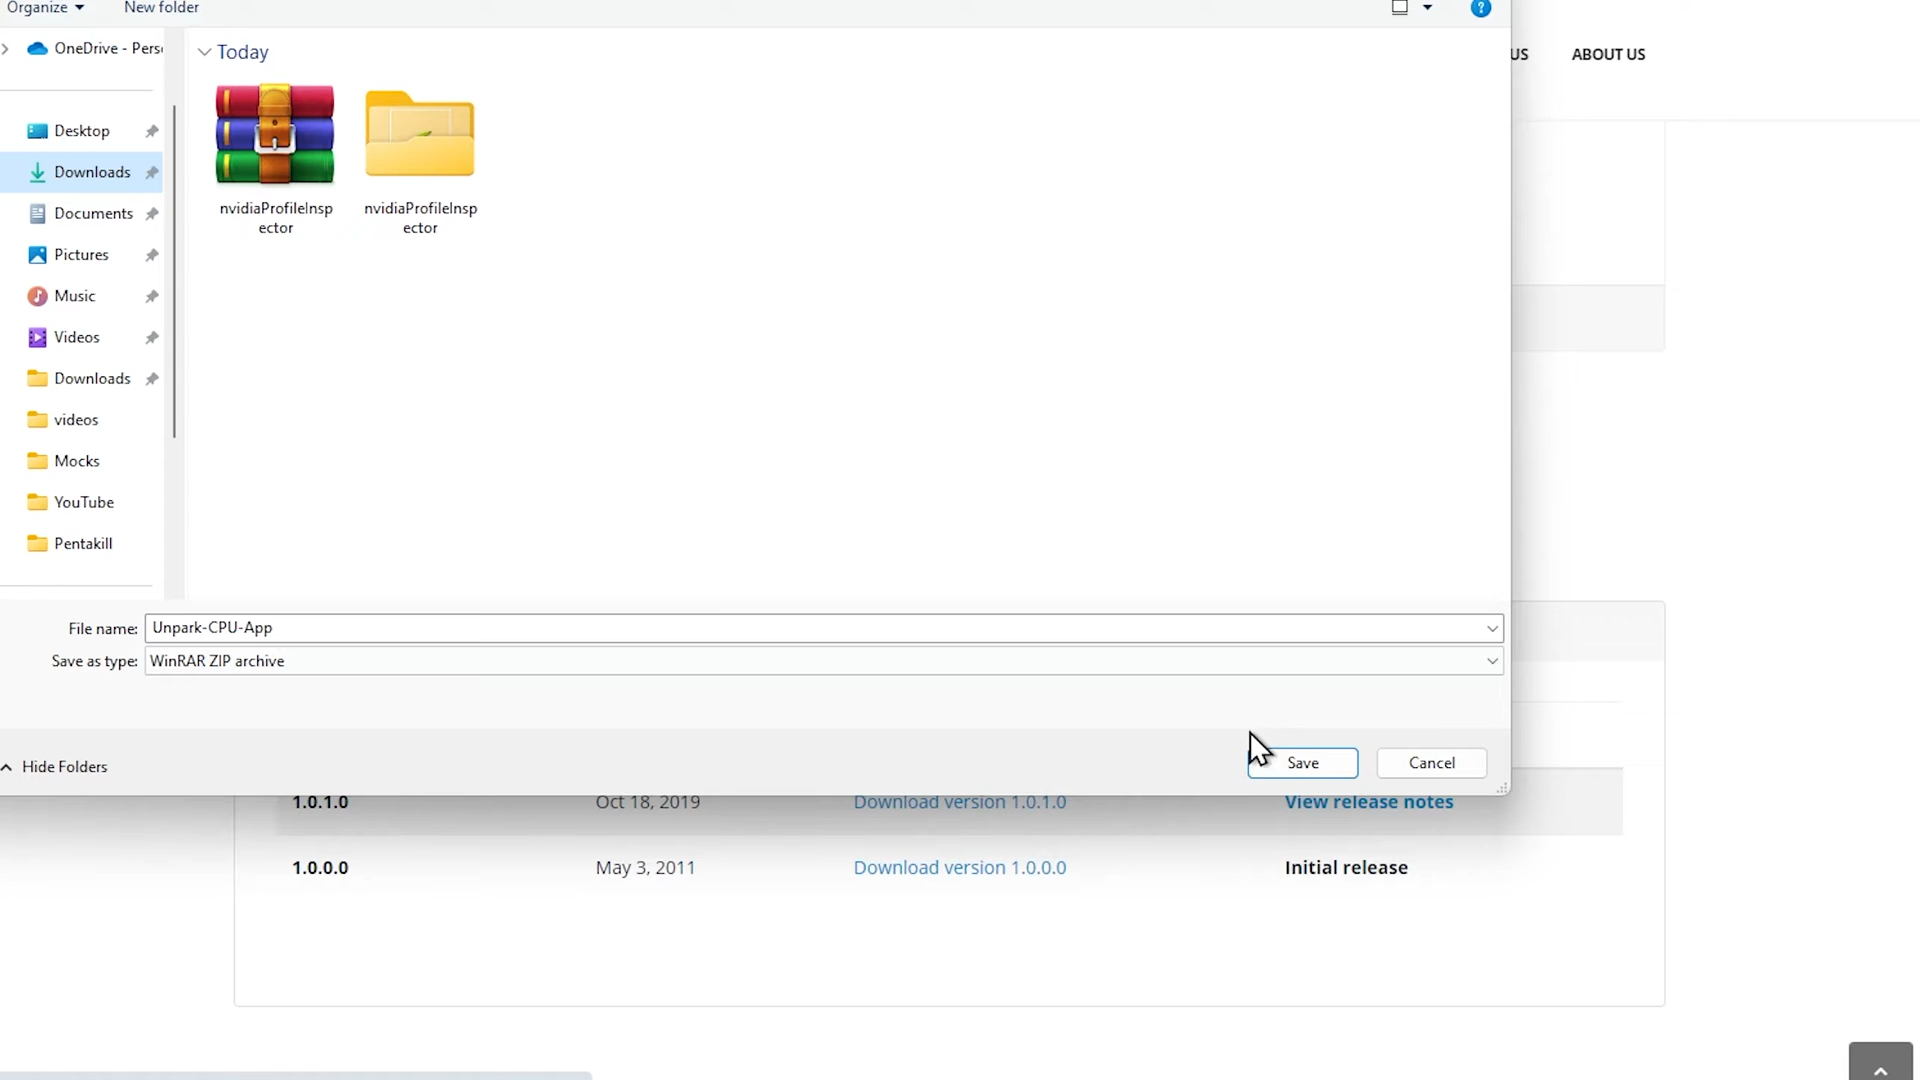 Organize
New folder
?
OneDrive - Pers
Today
US
ABOUT US
Desktop
Downloads
Documents
Pictures
Music
Videos
Downloads
videos
Mocks
YouTube
Pentakill
nvidiaProfileInsp
ector
nvidiaProfileInsp
ector
File name: Unpark-CPU-App
Save as type: WinRAR ZIP archive
Hide Folders
Save
Cancel
1.0.1.0 Oct 18, 2019 Download version 1.0.1.0 View release notes
1.0.0.0 May 3, 2011 Download version 1.0.0.0 Initial release